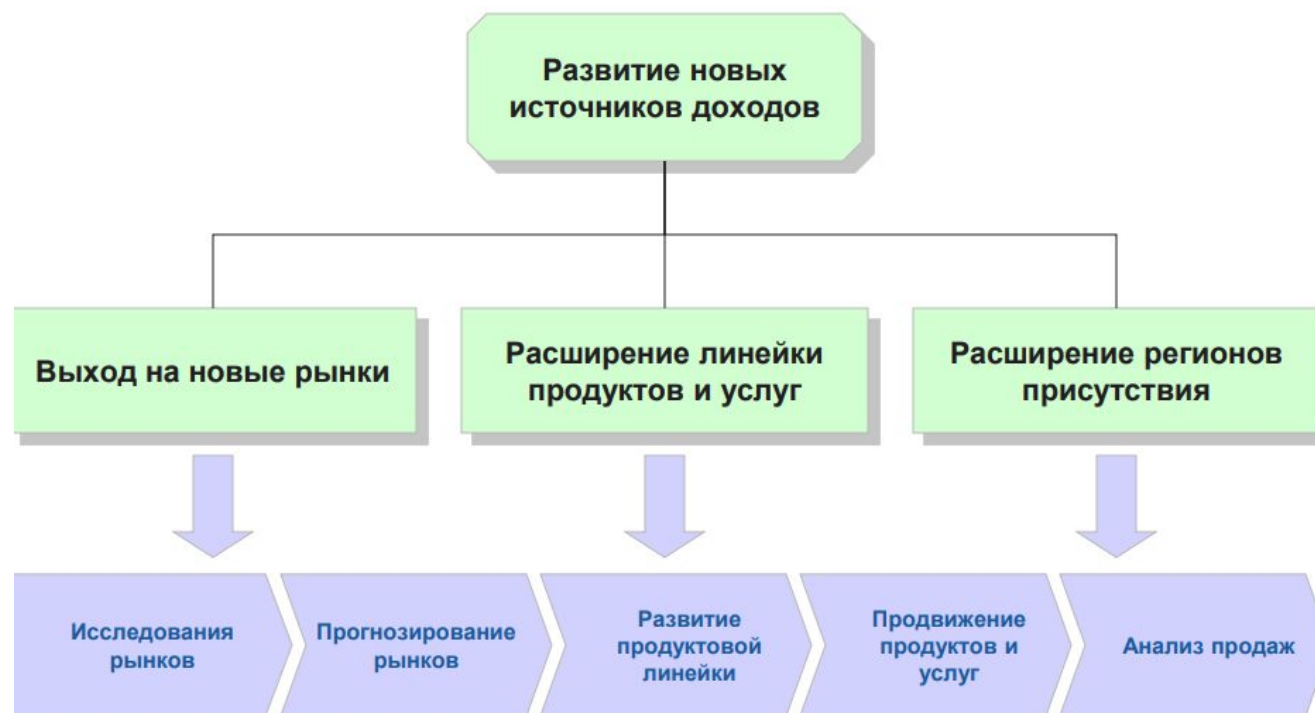 Развитие новых
источников доходов
Выход на новые рынки
Расширение линейки
продуктов и услуг
Расширение регионов
присутствия
Исследования
рынков
Прогнозирование
рынков
Развитие
продуктовой
линейки
Продвижение
продуктов и
услуг
Анализ продаж